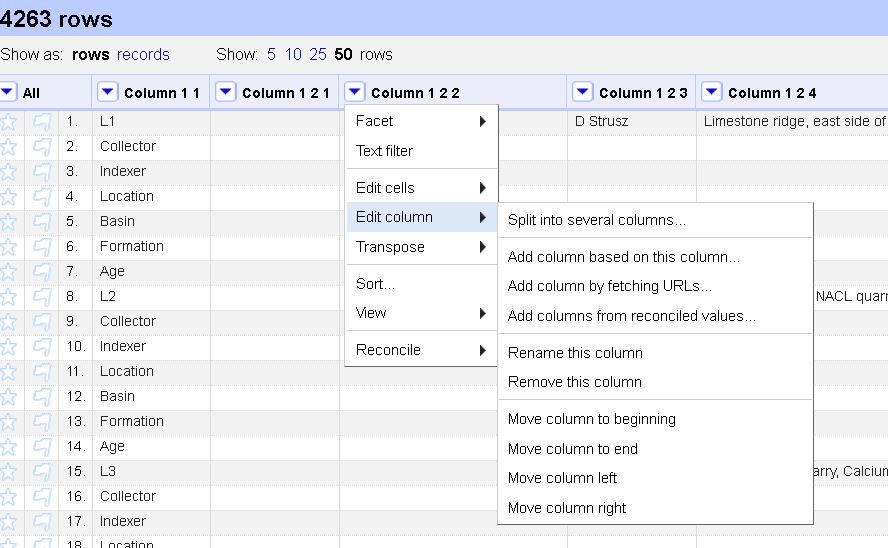 4263 rows
Show as: rows records Show: 5 10 25 50 rows
All Column 1 1 Column 1 2 1 Column 1 2 2 Column 1 2 3 Column 1 2 4
1. L1 D Strusz Limestone ridge, east side of
2. Collector
3. Indexer
4. Location
5. Basin
6. Formation
7. Age
8. L2 NACL quarr
9. Collector
10. Indexer
11. Location
12. Basin
13. Formation
14. Age
15. L3 arry, Calcium
16. Collector
17. Indexer
18. Location
Facet
Text filter
Edit cells
Edit column
Transpose
Sort...
View
Reconcile
Split into several columns...
Add column based on this column...
Add column by fetching URLs...
Add columns from reconciled values...
Rename this column
Remove this column
Move column to beginning
Move column to end
Move column left
Move column right